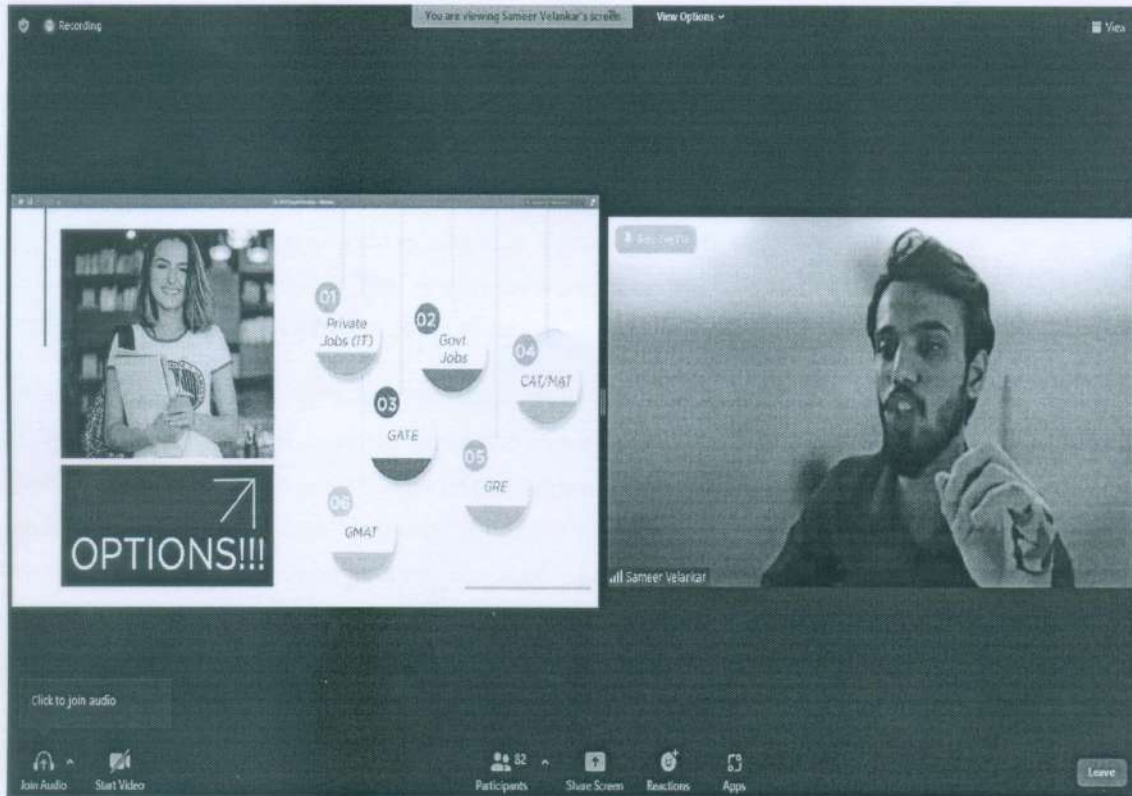 Recording
You are viewing Sameer Velankar's screen
View Options
View
01
Private
Jobs (IT)
02
Govt.
Jobs
03
GATE
04
CAT/MAT
05
GRE
06
GMAT
OPTIONS!!!
Sameer Velankar
Click to join audio
Join Audio
Start Video
82
Participants
Share Screen
Reactions
Apps
Leave